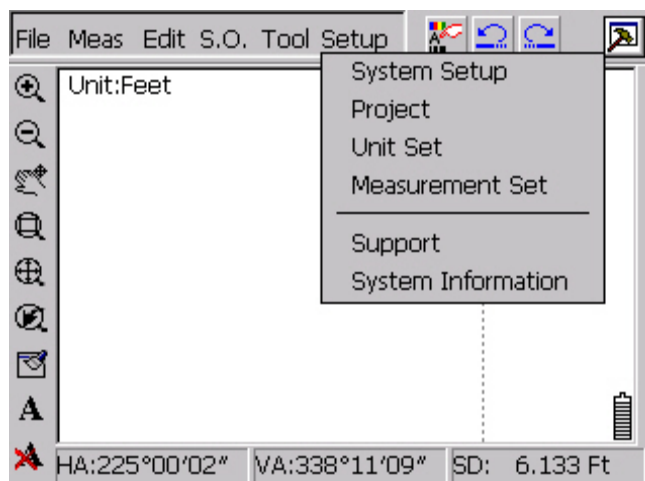 File Meas Edit S.O. Tool Setup
System Setup
Unit:Feet
Project
Unit Set
Measurement Set
Support
System Information
A
HA:225°00'02" VA:338°11'09" SD: 6.133 Ft